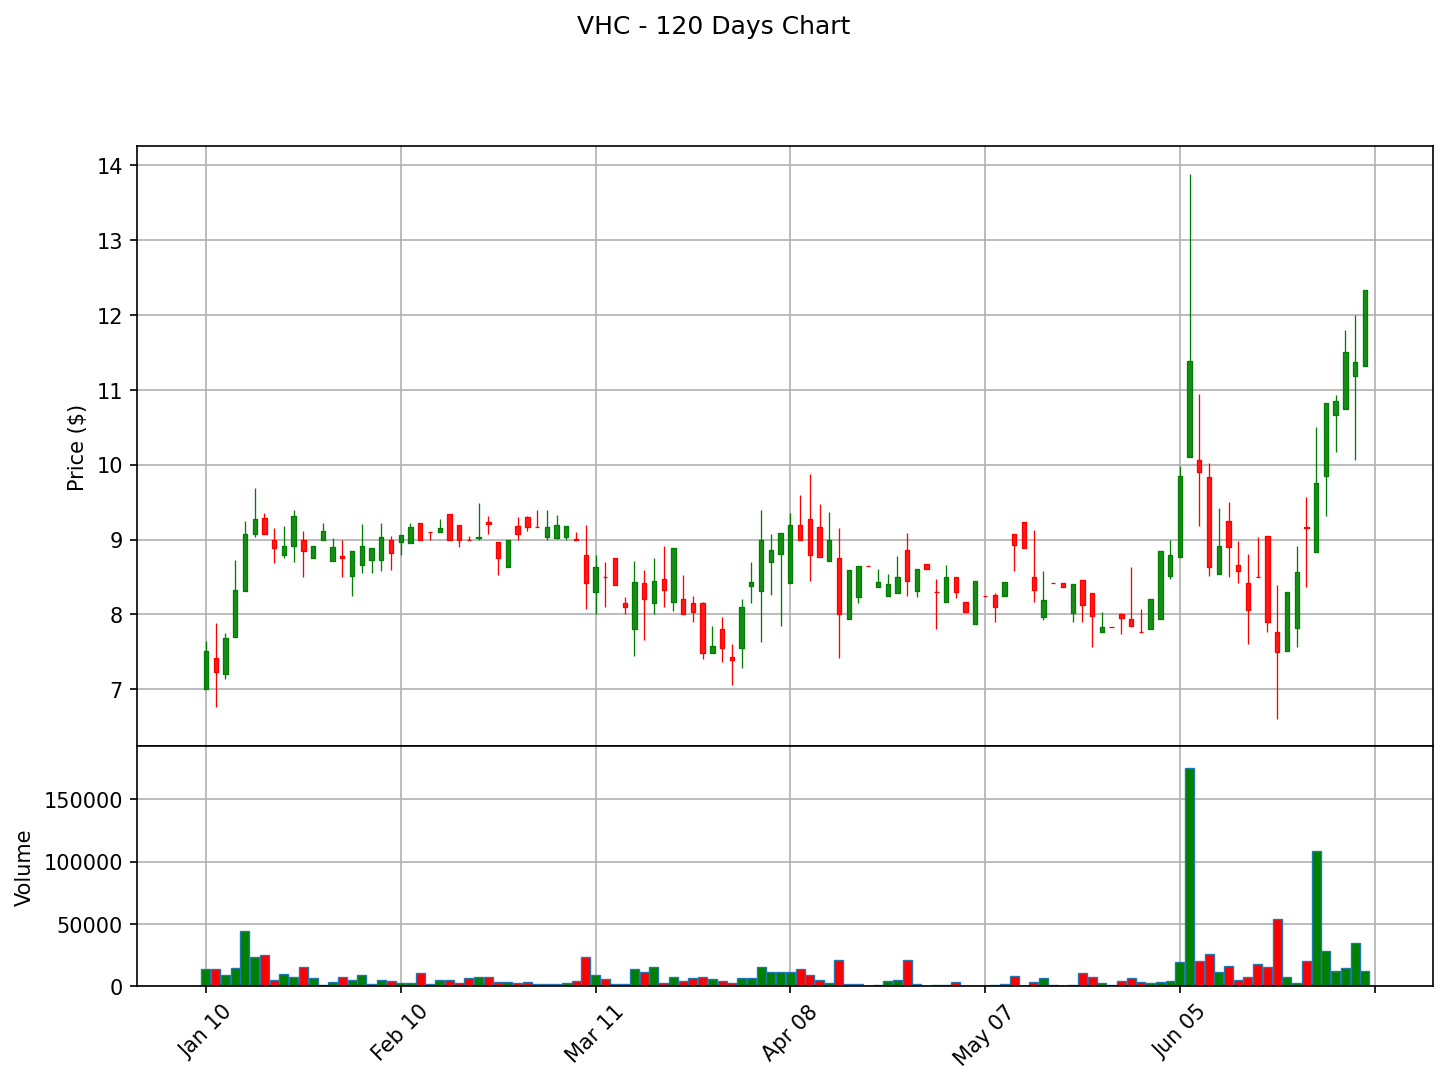 VHC - 120 Days Chart
14
13
12
11
10
9
8
7
Price ($)
150000
100000
50000
0
Volume
Jan 10
Feb 10
Mar 11
Apr 08
May 07
Jun 05